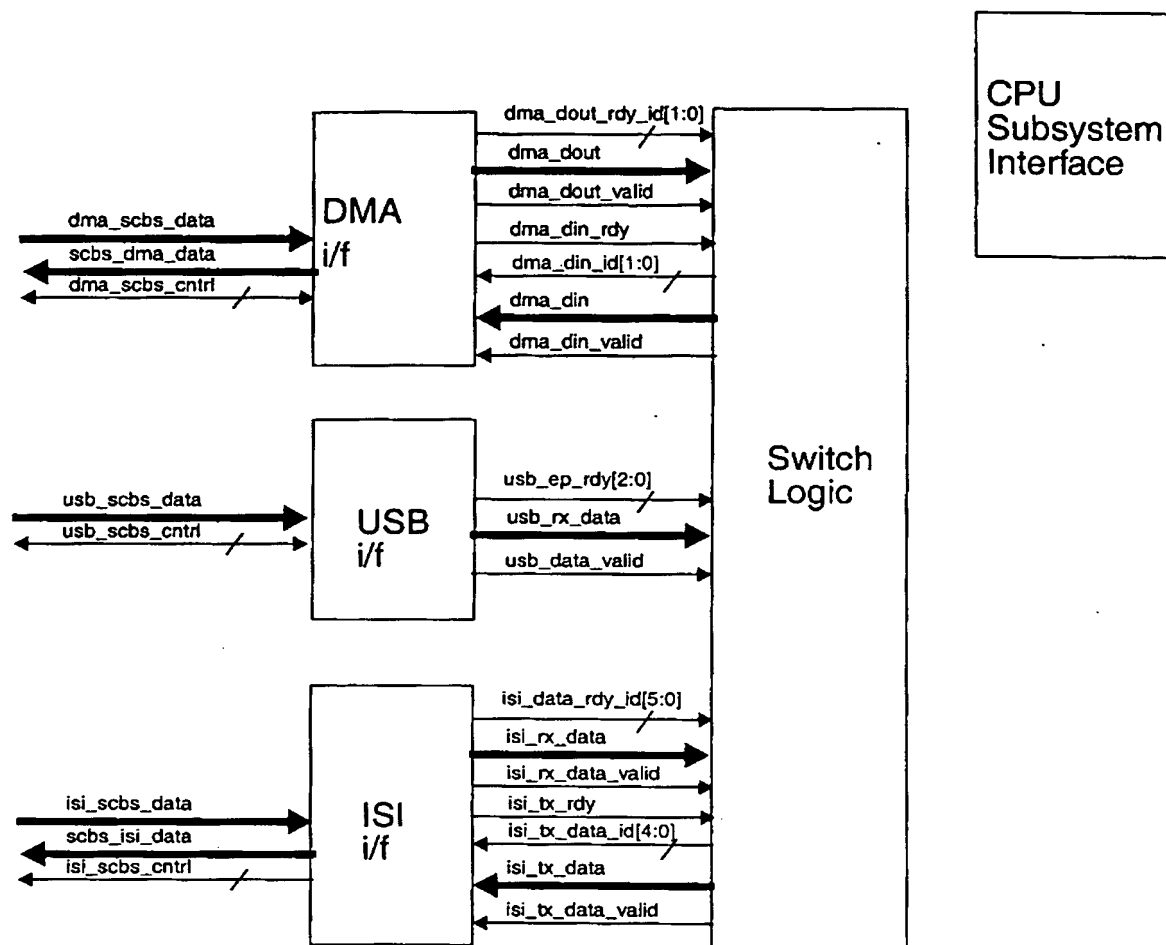 CPU
Subsystem
Interface
dma_dout_rdy_id[1:0]
dma_dout
dma_dout_valid
dma_din_rdy
dma_din_id[1:0]
dma_din
dma_din_valid
DMA
i/f
dma_scbs_data
scbs_dma_data
dma_scbs_cntrl
Switch
Logic
usb_ep_rdy[2:0]
usb_rx_data
usb_data_valid
USB
i/f
usb_scbs_data
usb_scbs_cntrl
isi_data_rdy_id[5:0]
isi_rx_data
isi_rx_data_valid
isi_tx_rdy
isi_tx_data_id[4:0]
isi_tx_data
isi_tx_data_valid
ISI
i/f
isi_scbs_data
scbs_isi_data
isi_scbs_cntrl